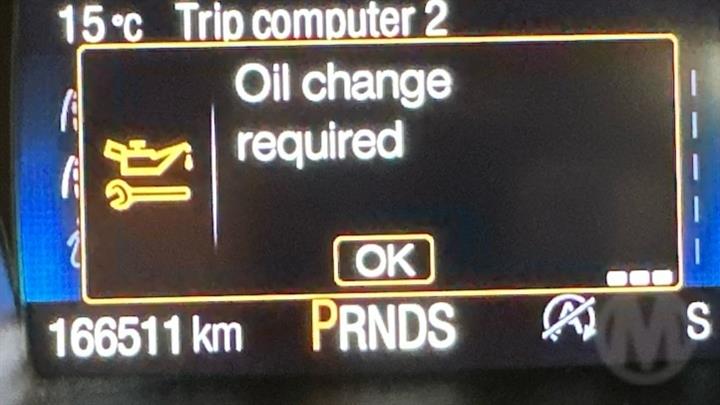 15°C Trip computer 2
Oil change
required
OK
166511 km PRNDS A S
M